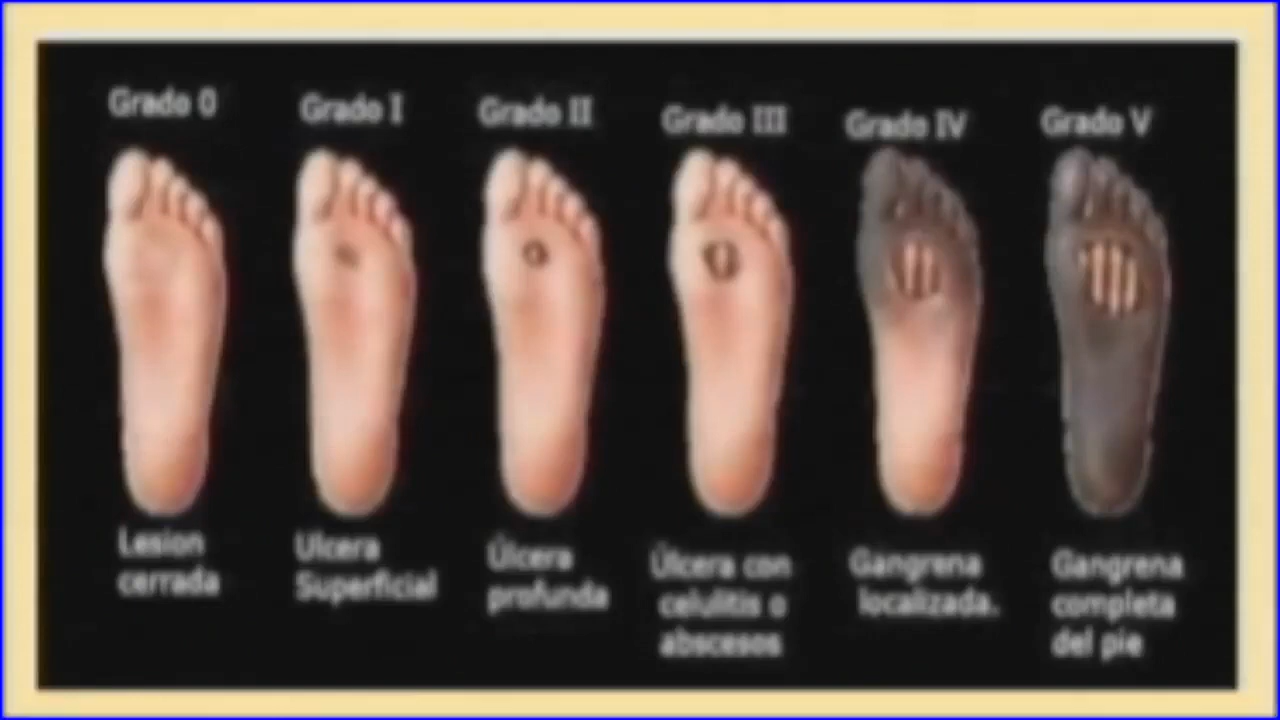 Grado 0
Grado I
Grado II
Grado III
Grado IV
Grado V
Lesion
cerrada
Ulcera
Superficial
Úlcera
profunda
Úlcera con
celulitis o
abscesos
Gangrena
localizada.
Gangrena
completa
del pie